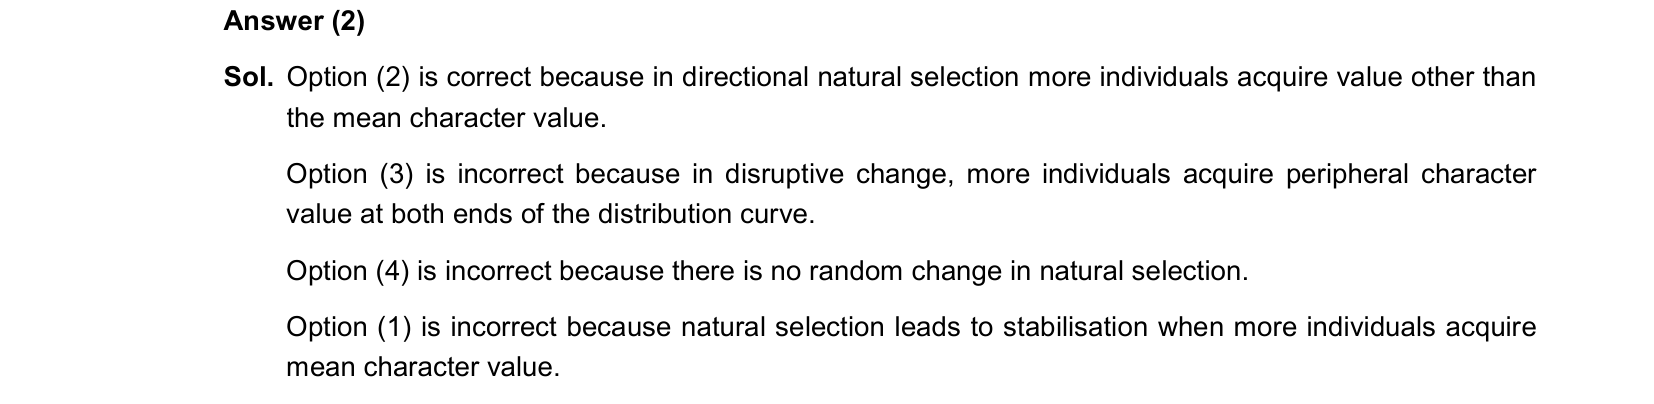 Answer (2)
Sol. Option (2) is correct because in directional natural selection more individuals acquire value other than
the mean character value.
Option (3) is incorrect because in disruptive change, more individuals acquire peripheral character
value at both ends of the distribution curve.
Option (4) is incorrect because there is no random change in natural selection.
Option (1) is incorrect because natural selection leads to stabilisation when more individuals acquire
mean character value.